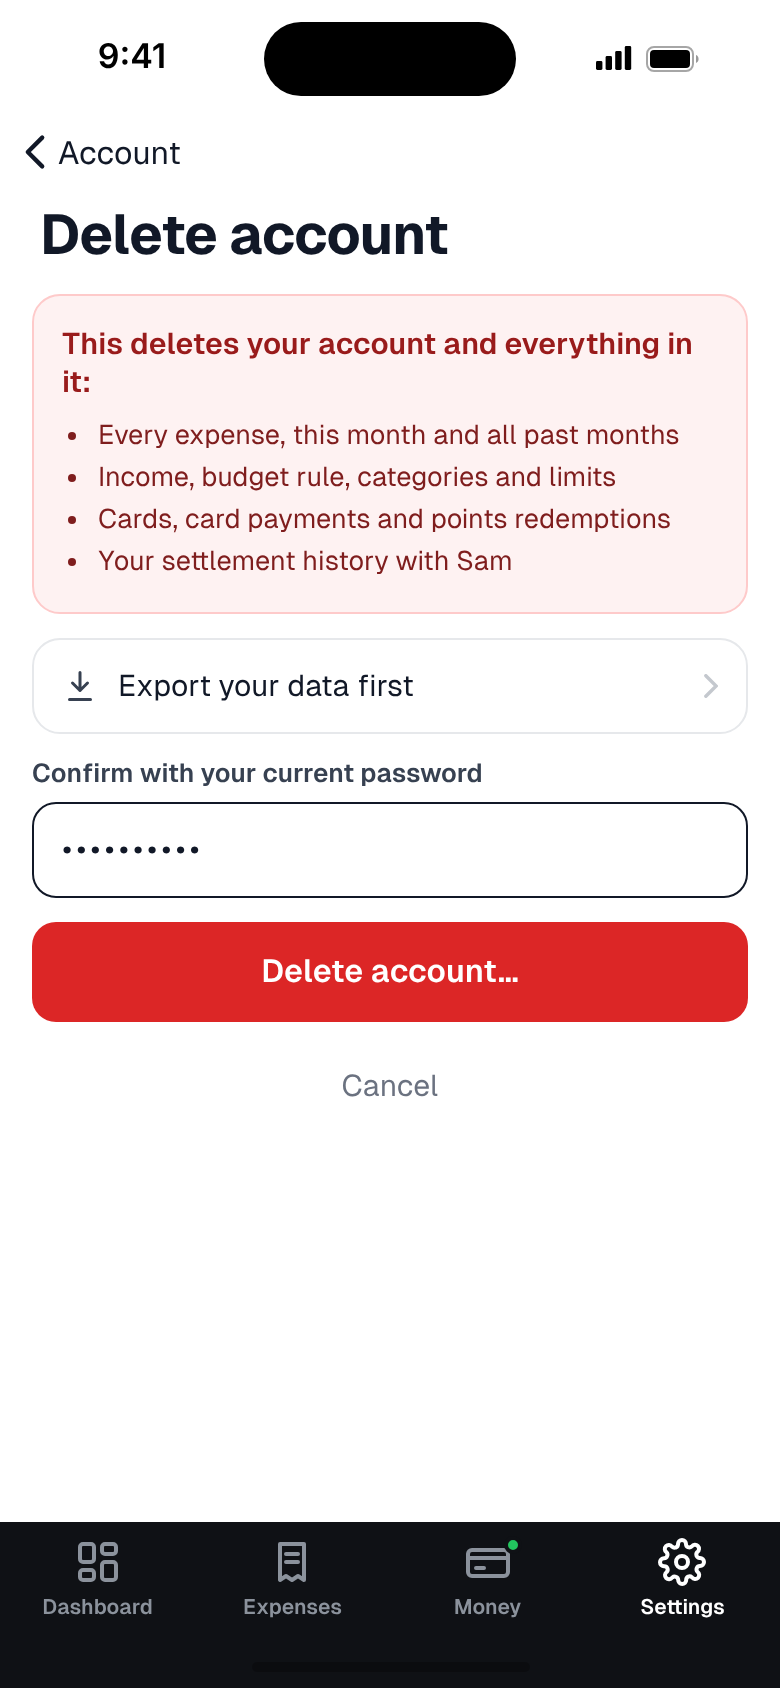 9:41
Account
Delete account
This deletes your account and everything in
it:
• Every expense, this month and all past months
• Income, budget rule, categories and limits
• Cards, card payments and points redemptions
• Your settlement history with Sam
Export your data first
Confirm with your current password
••••••••••
Delete account…
Cancel
Dashboard
Expenses
Money
Settings